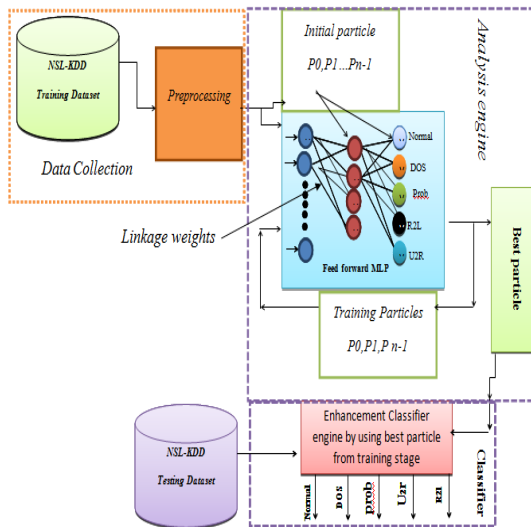 NSL-KDD
Training Dataset
Preprocessing
Data Collection
Initial particle
P0,P1...Pn-1
Analysis engine
Normal
DOS
Prob
R2L
U2R
Linkage weights
Feed forward MLP
Training Particles
P0,P1,P n-1
Best particle
NSL-KDD
Testing Dataset
Enhancement Classifier
engine by using best particle
from training stage
Classifier
Normal
DOS
prob
U2r
R2l